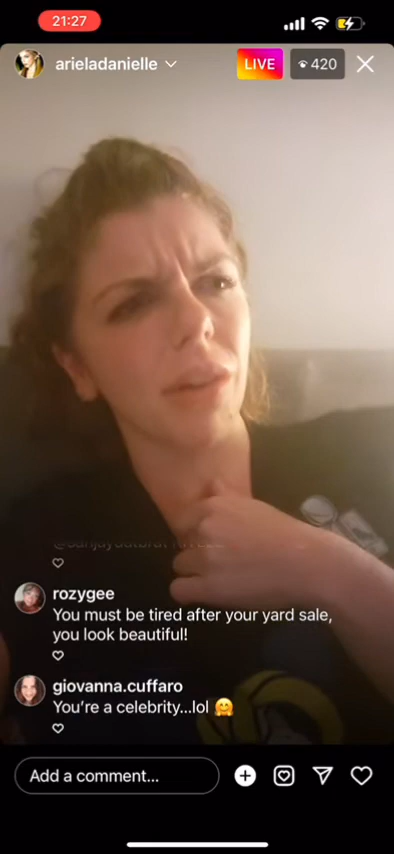 21:27
arieladanielle
LIVE
420
rozygee
You must be tired after your yard sale,
you look beautiful!
giovanna.cuffaro
You're a celebrity...lol 🤗
Add a comment...